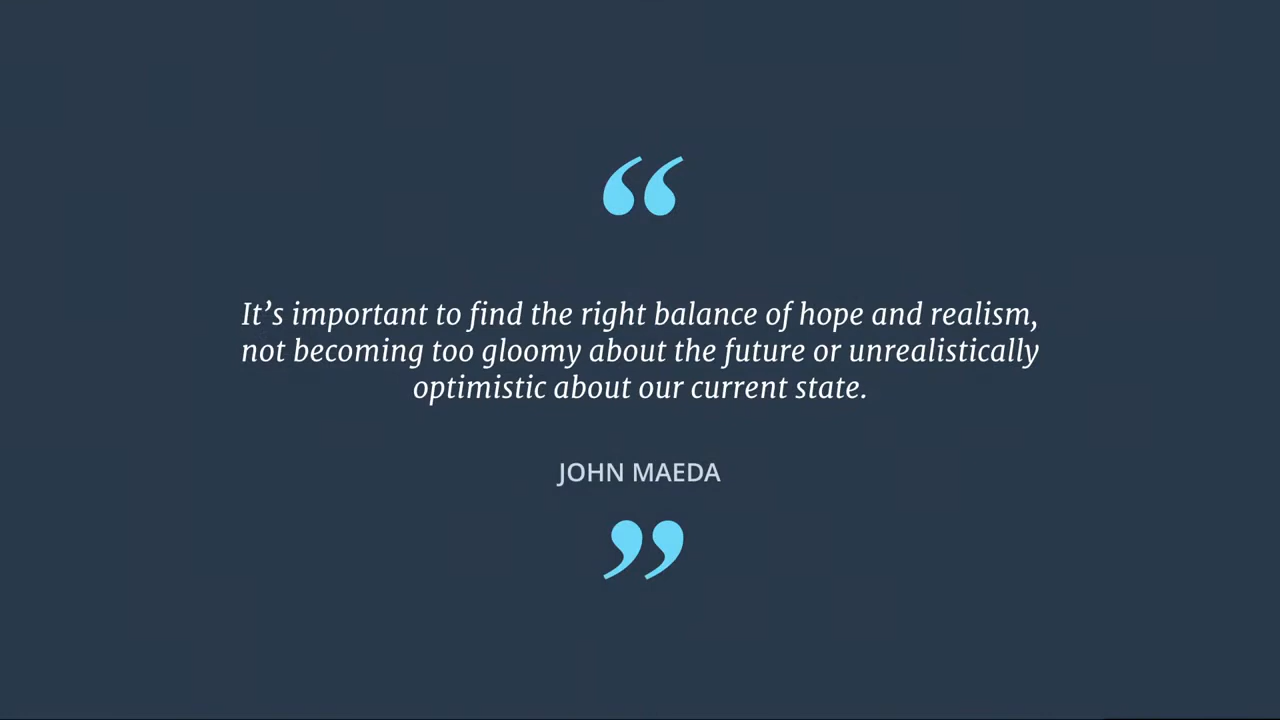 “
It’s important to find the right balance of hope and realism,
not becoming too gloomy about the future or unrealistically
optimistic about our current state.
JOHN MAEDA
”